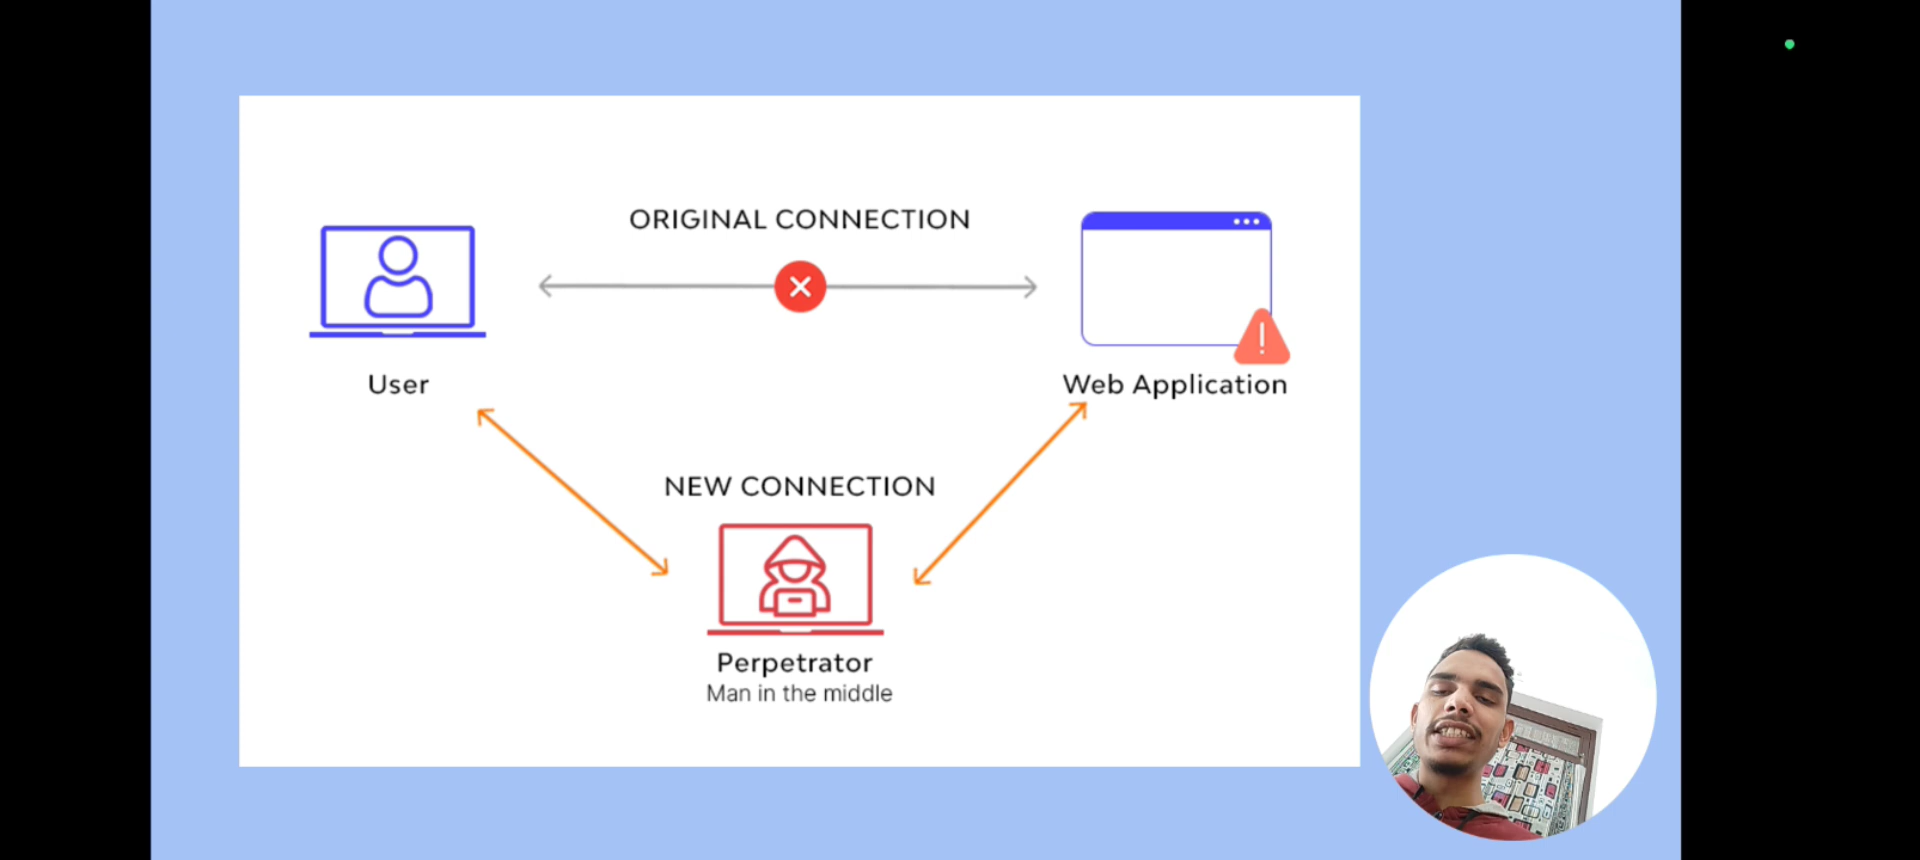 ORIGINAL CONNECTION
User
Web Application
NEW CONNECTION
Perpetrator
Man in the middle